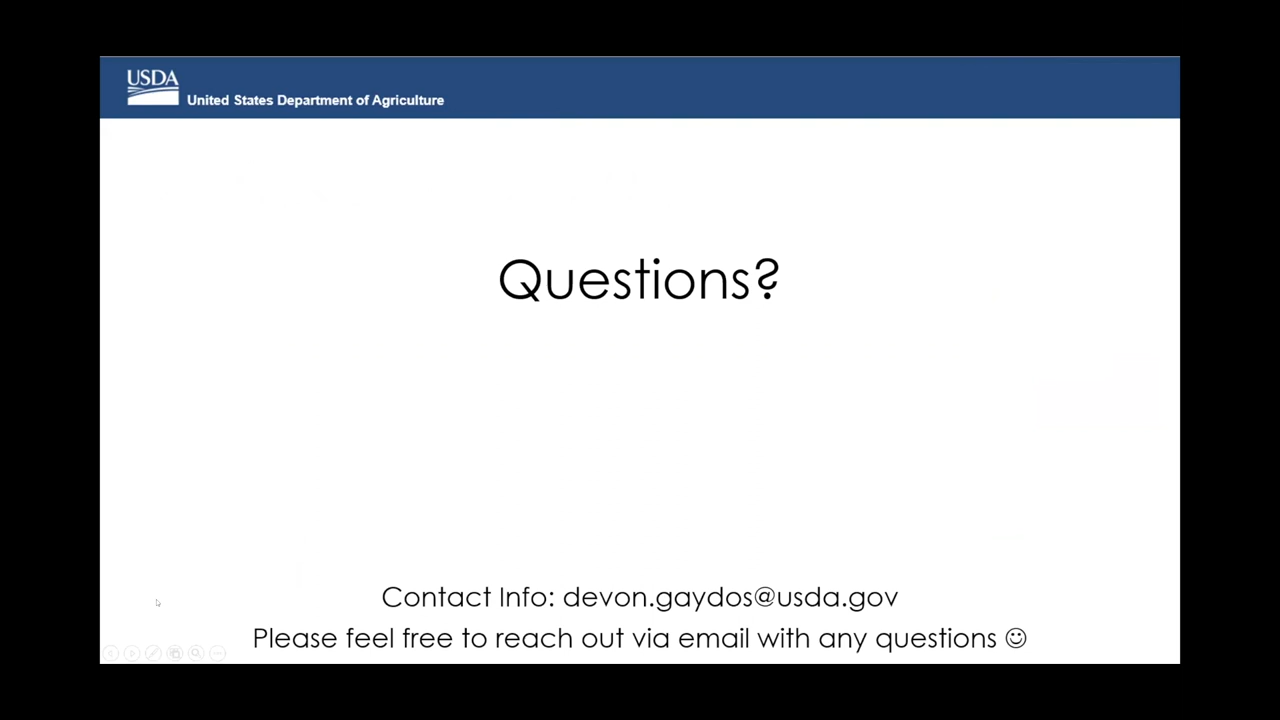 USDA
United States Department of Agriculture
Questions?
Contact Info: devon.gaydos@usda.gov
Please feel free to reach out via email with any questions ☺